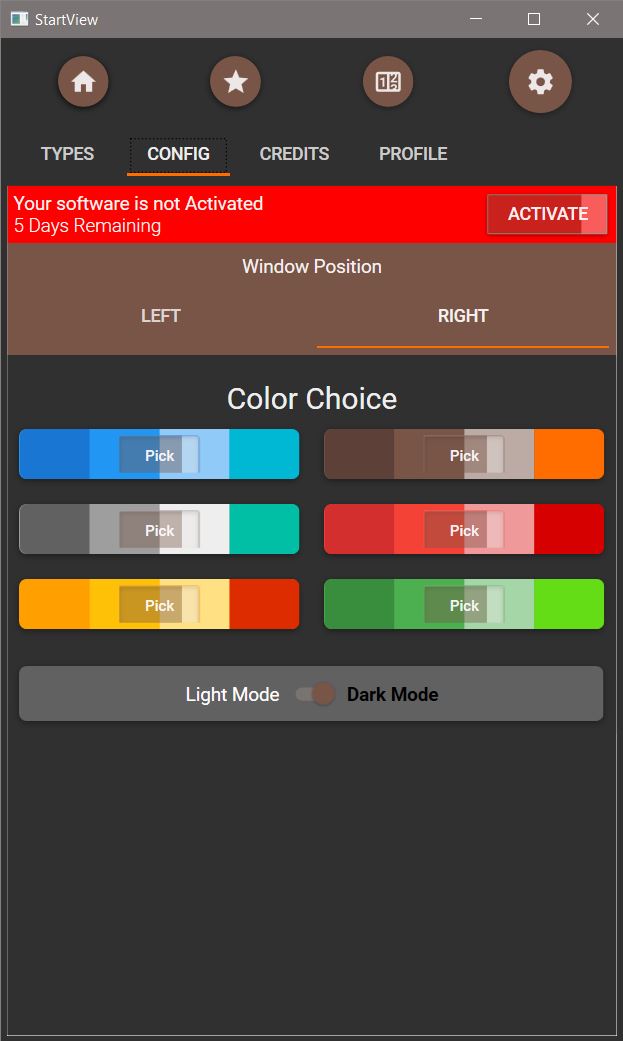 StartView
TYPES CONFIG CREDITS PROFILE
Your software is not Activated
5 Days Remaining
ACTIVATE
Window Position
LEFT RIGHT
Color Choice
Pick Pick
Pick Pick
Pick Pick
Light Mode Dark Mode